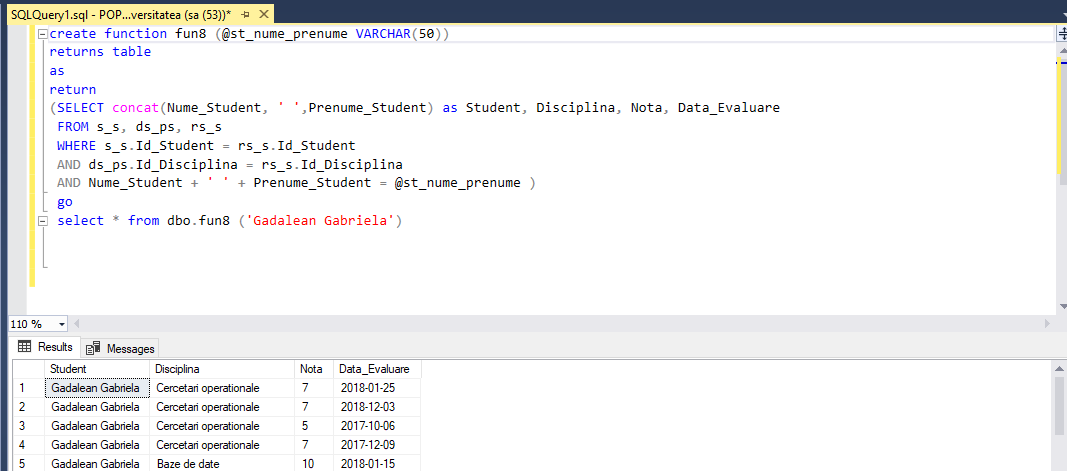 SQLQuery1.sql - POP...versitatea (sa (53))*
create function fun8 (@st_nume_prenume VARCHAR(50))
returns table
as
return
(SELECT concat(Nume_Student, ' ',Prenume_Student) as Student, Disciplina, Nota, Data_Evaluare
FROM s_s, ds_ps, rs_s
WHERE s_s.Id_Student = rs_s.Id_Student
AND ds_ps.Id_Disciplina = rs_s.Id_Disciplina
AND Nume_Student + ' ' + Prenume_Student = @st_nume_prenume )
go
select * from dbo.fun8 ('Gadalean Gabriela')
110 %
Results Messages
Student Disciplina Nota Data_Evaluare
1 Gadalean Gabriela Cercetari operationale 7 2018-01-25
2 Gadalean Gabriela Cercetari operationale 7 2018-12-03
3 Gadalean Gabriela Cercetari operationale 5 2017-10-06
4 Gadalean Gabriela Cercetari operationale 7 2017-12-09
5 Gadalean Gabriela Baze de date 10 2018-01-15